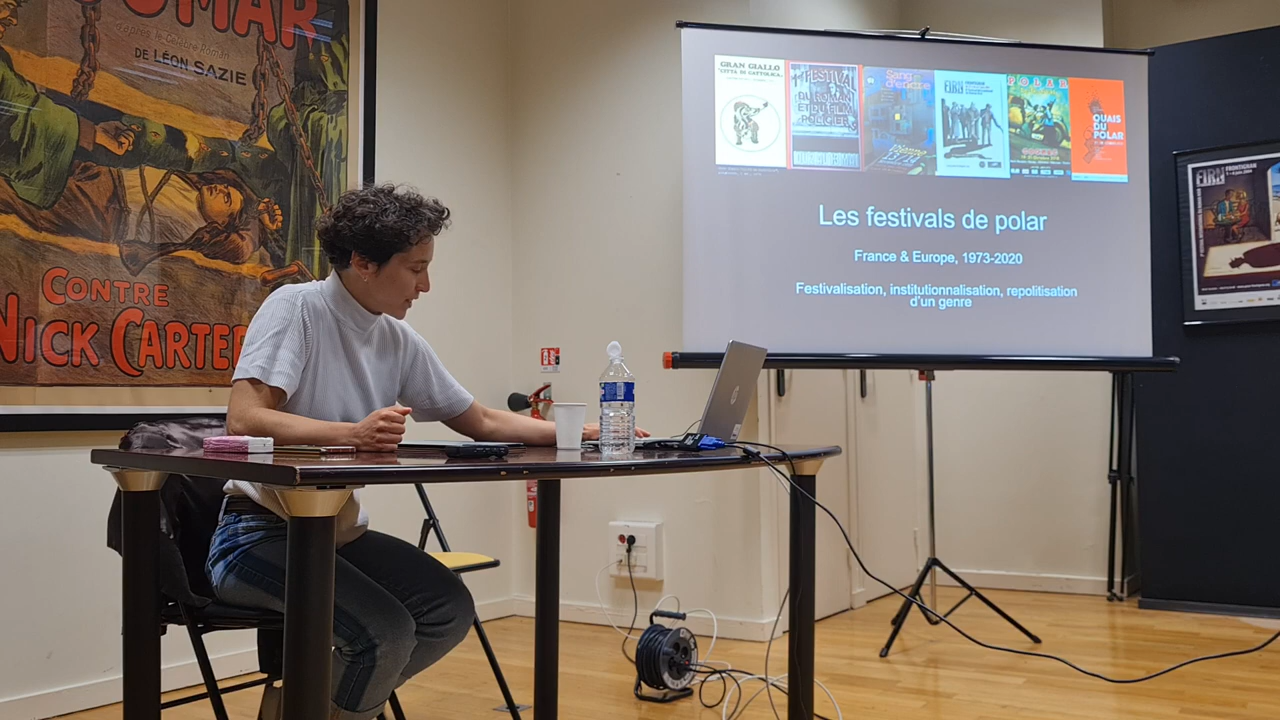 OMAR
d'après le Célèbre Roman
DE LÉON SAZIE
CONTRE
NICK CARTER
GRAN GIALLO
"CITTÀ DI CATTOLICA"
FESTIVAL
DU ROMAN
ET DU FILM
POLICIER
FIRN
POLAR
COGNAC
QUAIS
DU
POLAR
Les festivals de polar
France & Europe, 1973-2020
Festivalisation, institutionnalisation, repolitisation
d'un genre
FIRN
FRONTIGNAN